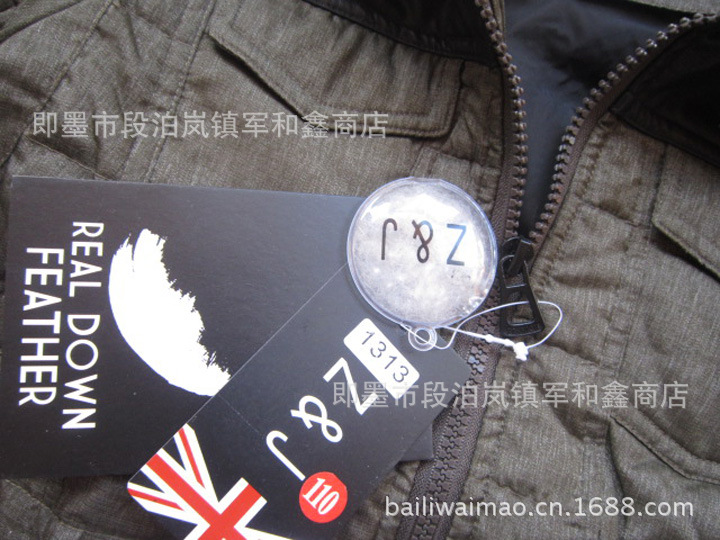 即墨市段泊岚镇军和鑫商店
REAL DOWN
FEATHER
J&Z
1313
J&Z
110
即墨市段泊岚镇军和鑫商店
bailiwaimao.cn.1688.com